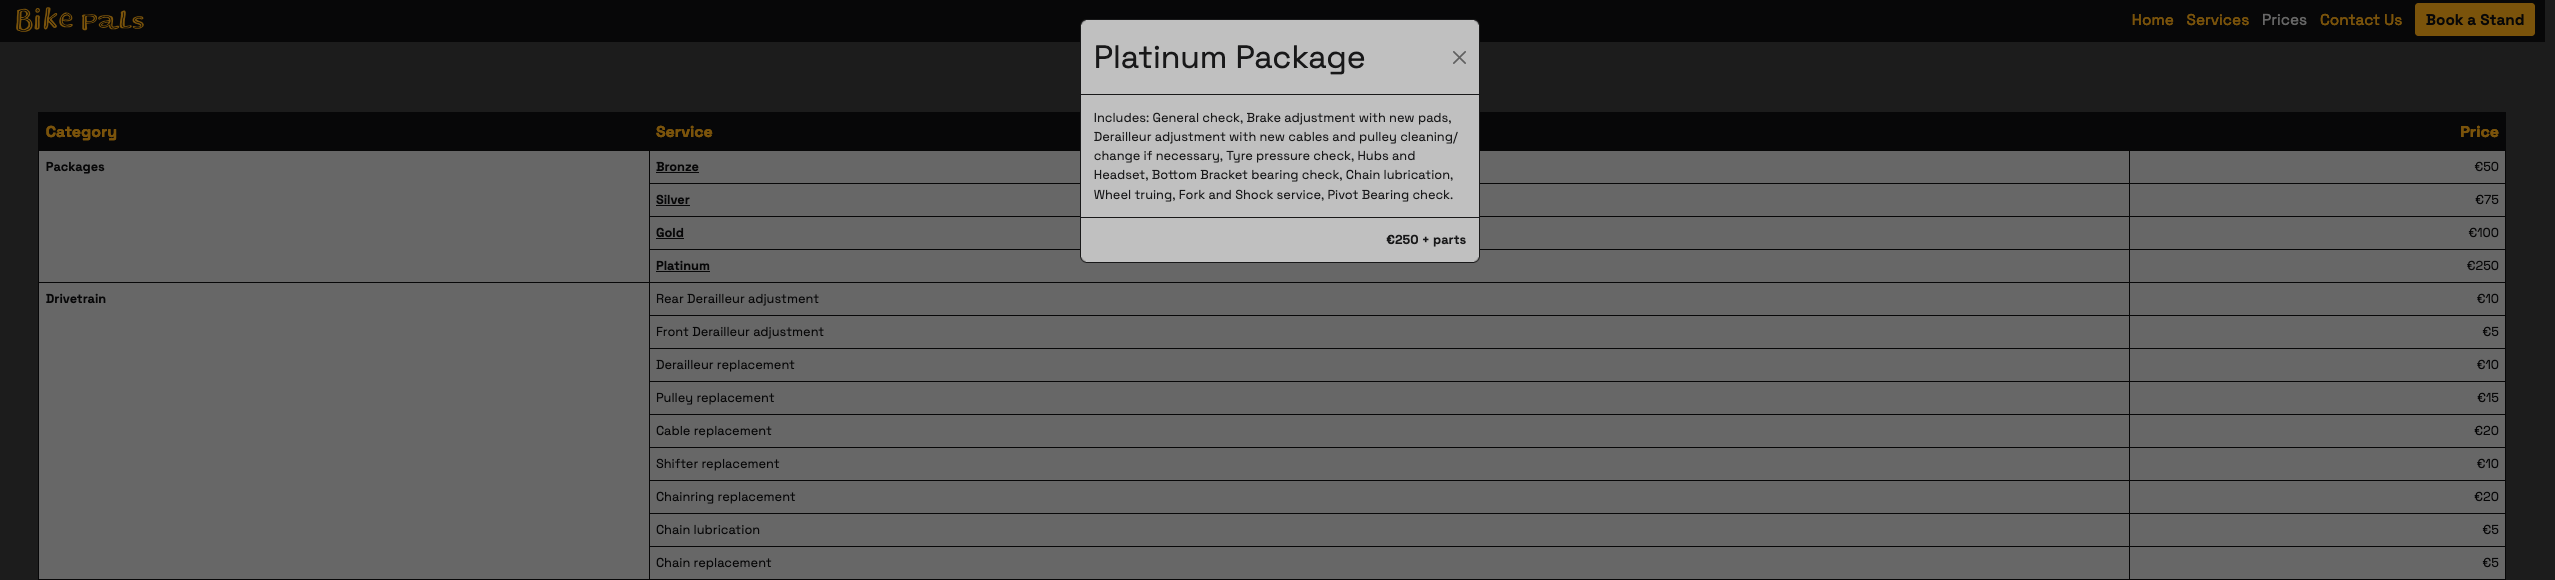 Bike pals
Home Services Prices Contact Us Book a Stand
Platinum Package
Includes: General check, Brake adjustment with new pads,
Derailleur adjustment with new cables and pulley cleaning/
change if necessary, Tyre pressure check, Hubs and
Headset, Bottom Bracket bearing check, Chain lubrication,
Wheel truing, Fork and Shock service, Pivot Bearing check.
€250 + parts
Category Service Price
Packages Bronze €50
Silver €75
Gold €100
Platinum €250
Drivetrain Rear Derailleur adjustment €10
Front Derailleur adjustment €5
Derailleur replacement €10
Pulley replacement €15
Cable replacement €20
Shifter replacement €10
Chainring replacement €20
Chain lubrication €5
Chain replacement €5